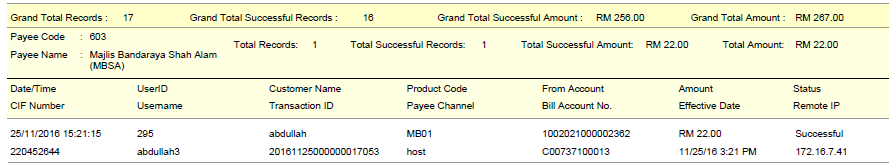 Grand Total Records : 17 Grand Total Successful Records : 16 Grand Total Successful Amount : RM 256.00 Grand Total Amount : RM 267.00
Payee Code : 603
Total Records: 1 Total Successful Records: 1 Total Successful Amount: RM 22.00 Total Amount: RM 22.00
Payee Name : Majlis Bandaraya Shah Alam
(MBSA)
Date/Time UserID Customer Name Product Code From Account Amount Status
CIF Number Username Transaction ID Payee Channel Bill Account No. Effective Date Remote IP
25/11/2016 15:21:15 295 abdullah MB01 1002021000002362 RM 22.00 Successful
220452644 abdullah3 20161125000000017053 host C00737100013 11/25/16 3:21 PM 172.16.7.41